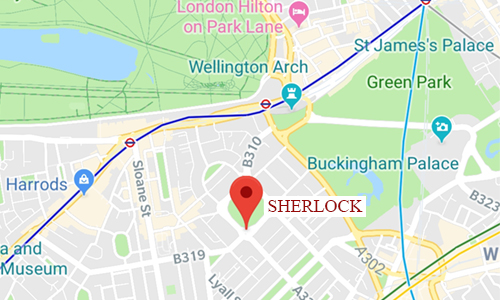 London Hilton
on Park Lane
St James's Palace
Wellington Arch
Green Park
B310
Buckingham Palace
Harrods
Sloane St
SHERLOCK
B323
a and
Museum
B319
Lyall S
A302
W